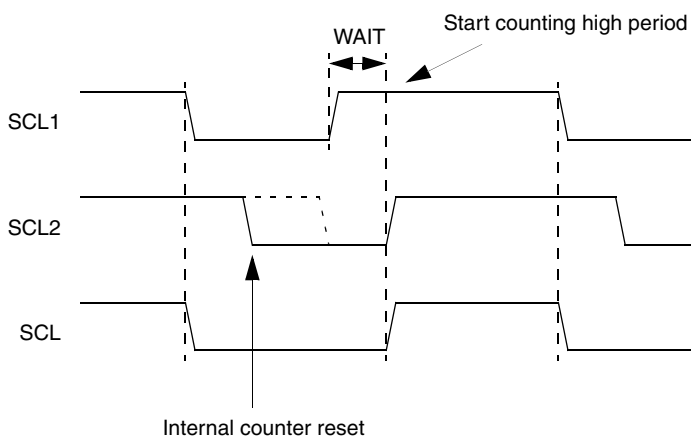 Start counting high period
WAIT
SCL1
SCL2
SCL
Internal counter reset